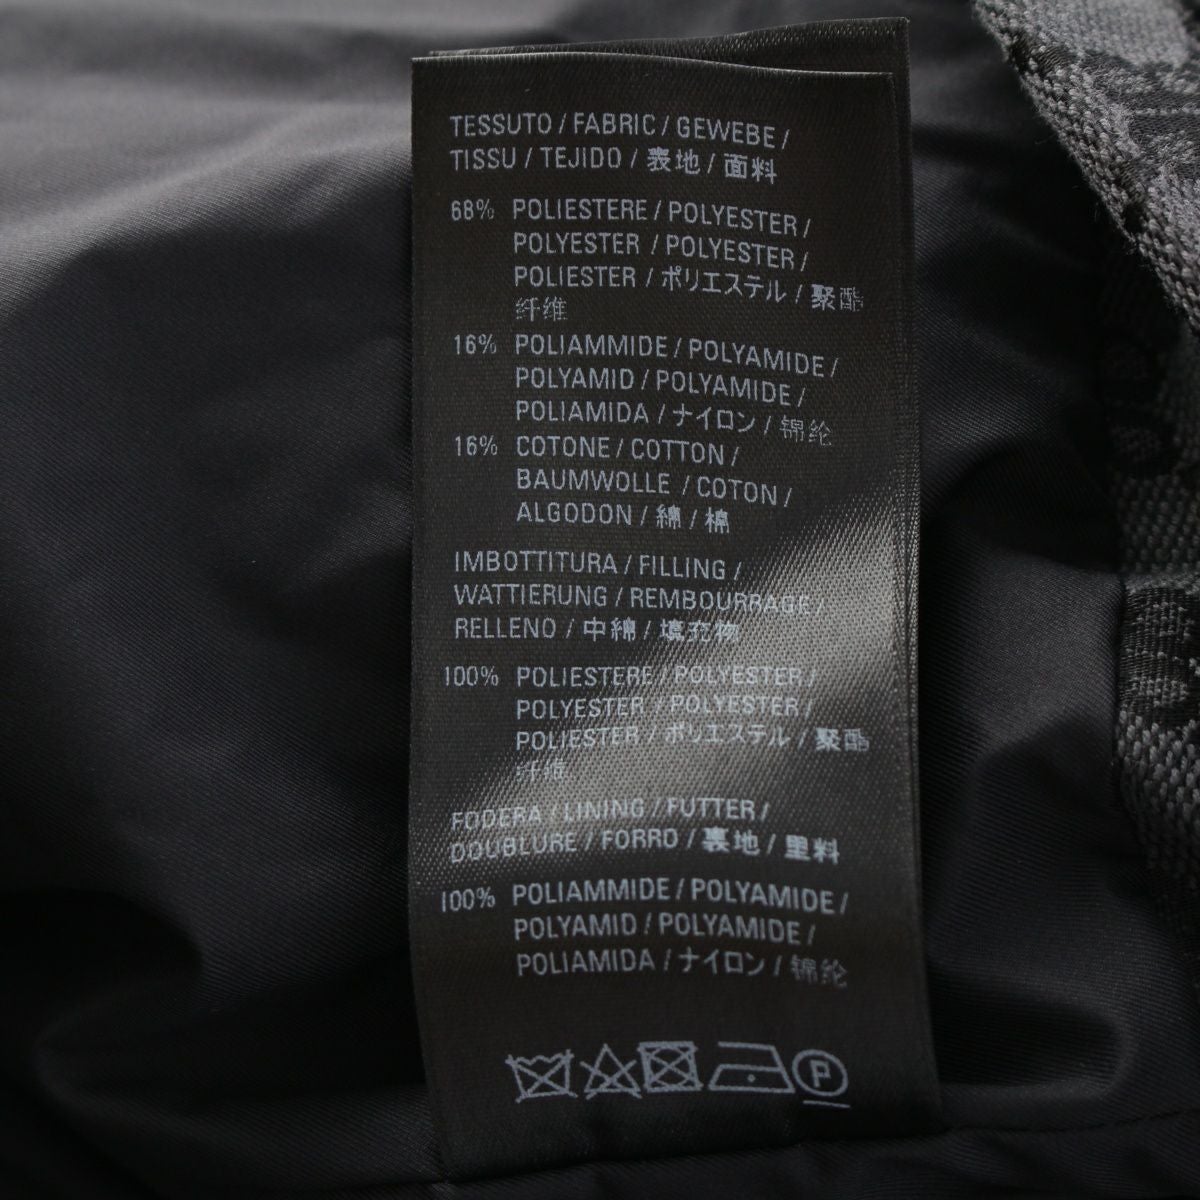 TESSUTO / FABRIC / GEWEBE /
TISSU / TEJIDO / 表地 / 面料
68% POLIESTERE / POLYESTER /
POLYESTER / POLYESTER /
POLIESTER / ポリエステル / 聚酯
纤维
16% POLIAMMIDE / POLYAMIDE /
POLYAMID / POLYAMIDE /
POLIAMIDA / ナイロン / 锦纶
16% COTONE / COTTON /
BAUMWOLLE / COTON /
ALGODON / 綿 / 棉
IMBOTTITURA / FILLING /
WATTIERUNG / REMBOURRAGE /
RELLENO / 中綿 / 填充物
100% POLIESTERE / POLYESTER /
POLYESTER / POLYESTER /
POLIESTER / ポリエステル / 聚酯
纤维
FODERA / LINING / FUTTER /
DOUBLURE / FORRO / 裏地 / 里料
100% POLIAMMIDE / POLYAMIDE /
POLYAMID / POLYAMIDE /
POLIAMIDA / ナイロン / 锦纶
P